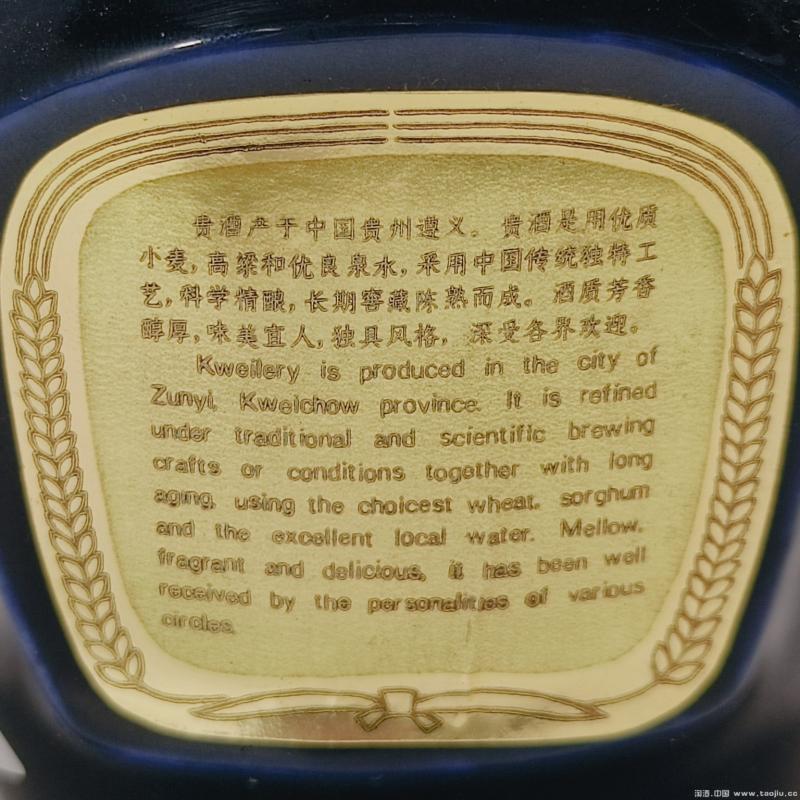 贵酒产于中国贵州遵义。贵酒是用优质
小麦,高粱和优良泉水,采用中国传统独特工
艺,科学精酿,长期窖藏陈熟而成。酒质芳香
醇厚,味美宜人,独具风格,深受各界欢迎。
Kweilery is produced in the city of
Zunyi, Kweichow province. It is refined
under traditional and scientific brewing
crafts or conditions together with long
aging, using the choicest wheat, sorghum
and the excellent local water. Mellow,
fragrant and delicious, it has been well
received by the personalities of various
circles.
淘酒.中国 www.taojiu.cc